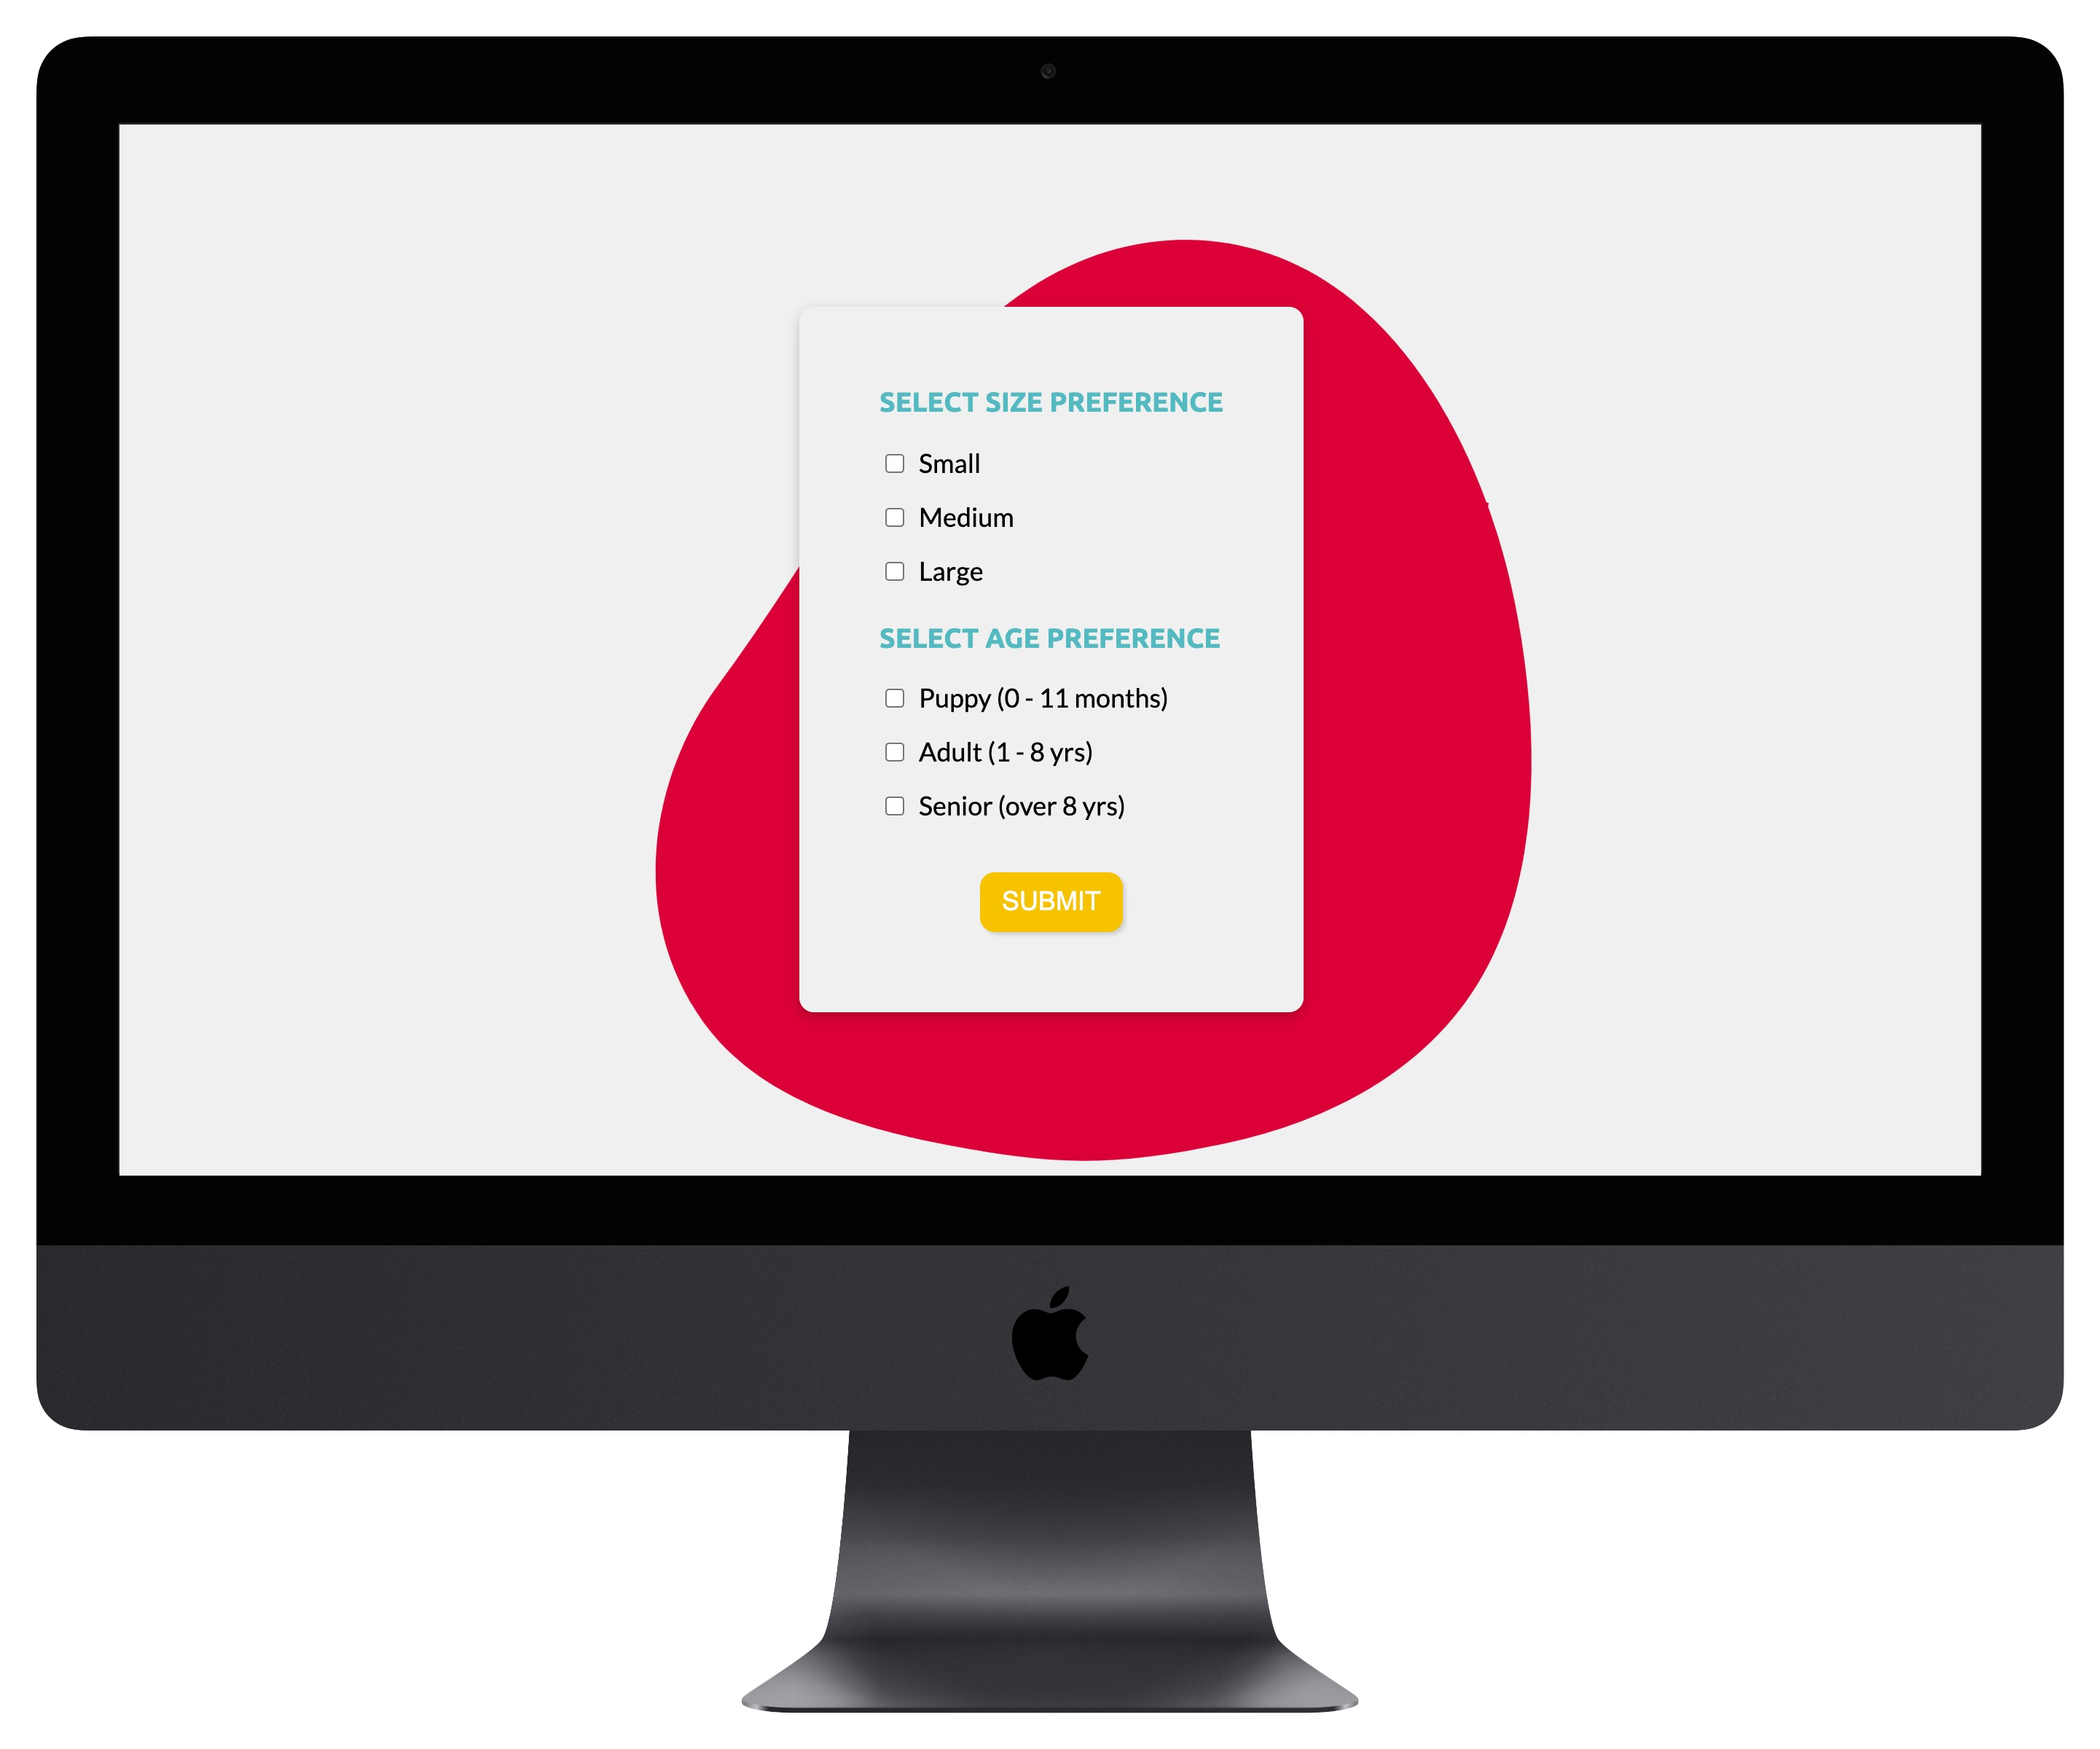 SELECT SIZE PREFERENCE
Small
Medium
Large
SELECT AGE PREFERENCE
Puppy (0 - 11 months)
Adult (1 - 8 yrs)
Senior (over 8 yrs)
SUBMIT